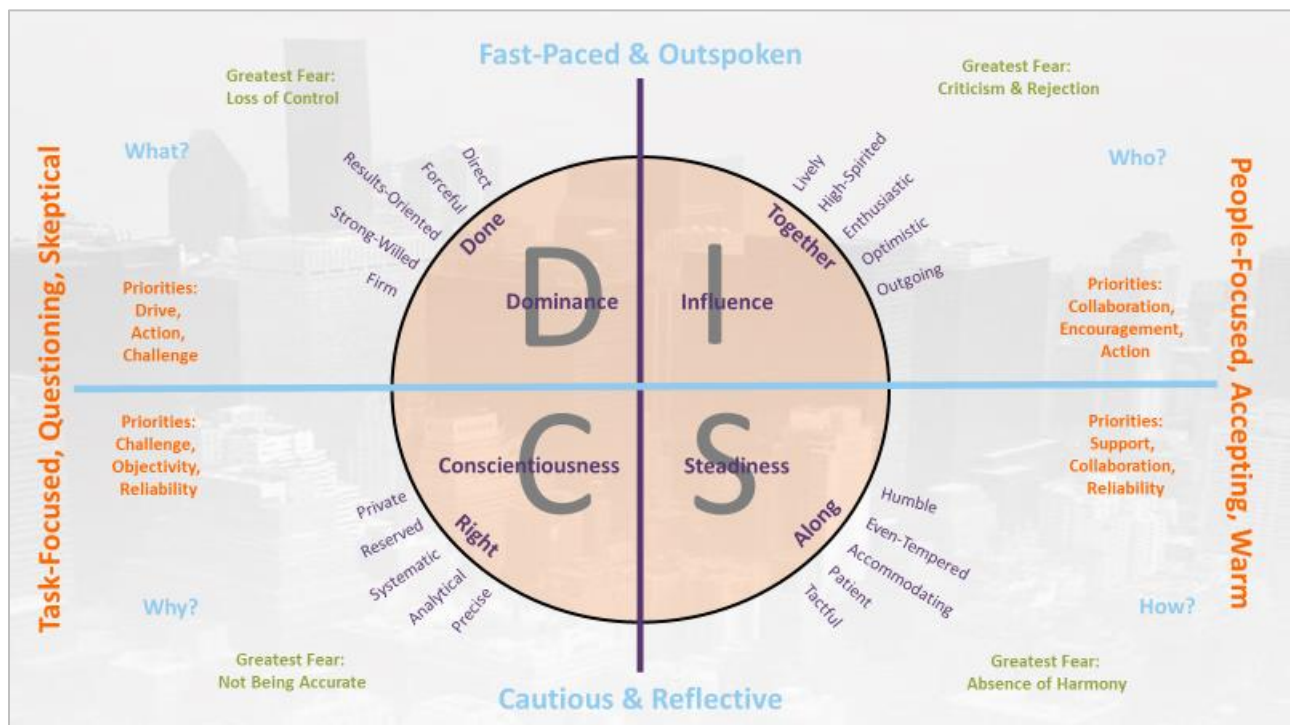 Fast-Paced & Outspoken
Greatest Fear:
Loss of Control
Greatest Fear:
Criticism & Rejection
What?
Who?
Task-Focused, Questioning, Skeptical
People-Focused, Accepting, Warm
Direct
Forceful
Results-Oriented
Strong-Willed
Firm
Done
Lively
High-Spirited
Enthusiastic
Optimistic
Outgoing
Together
D
Dominance
I
Influence
Priorities:
Drive,
Action,
Challenge
Priorities:
Collaboration,
Encouragement,
Action
Priorities:
Challenge,
Objectivity,
Reliability
Priorities:
Support,
Collaboration,
Reliability
C
Conscientiousness
S
Steadiness
Private
Reserved
Systematic
Analytical
Precise
Right
Along
Humble
Even-Tempered
Accommodating
Patient
Tactful
Why?
How?
Greatest Fear:
Not Being Accurate
Greatest Fear:
Absence of Harmony
Cautious & Reflective